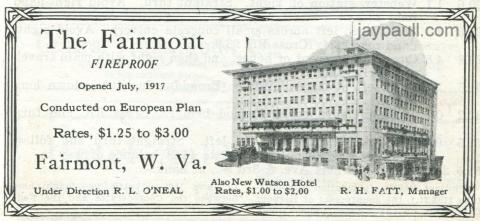 jaypaull.com
The Fairmont
FIREPROOF
Opened July, 1917
Conducted on European Plan
Rates, $1.25 to $3.00
Fairmont, W. Va.
Under Direction R. L. O'NEAL
Also New Watson Hotel
Rates, $1.00 to $2.00
R. H. FATT, Manager